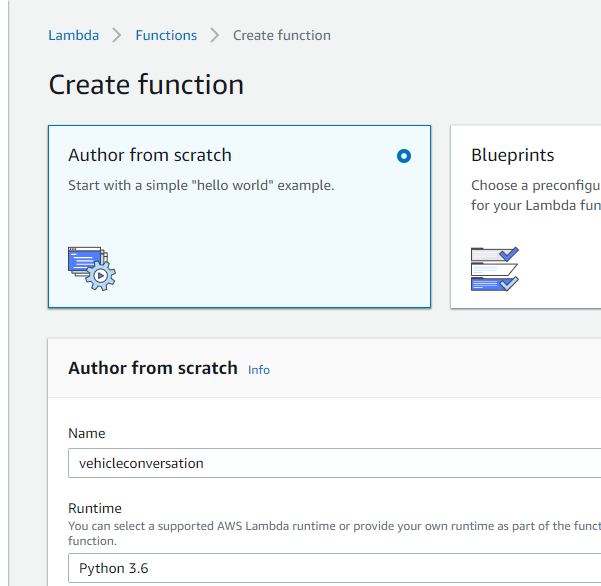 Lambda > Functions > Create function
Create function
Author from scratch
Start with a simple "hello world" example.
Blueprints
Choose a preconfigu
for your Lambda fun
Author from scratch Info
Name
vehicleconversation
Runtime
You can select a supported AWS Lambda runtime or provide your own runtime as part of the funct
function.
Python 3.6